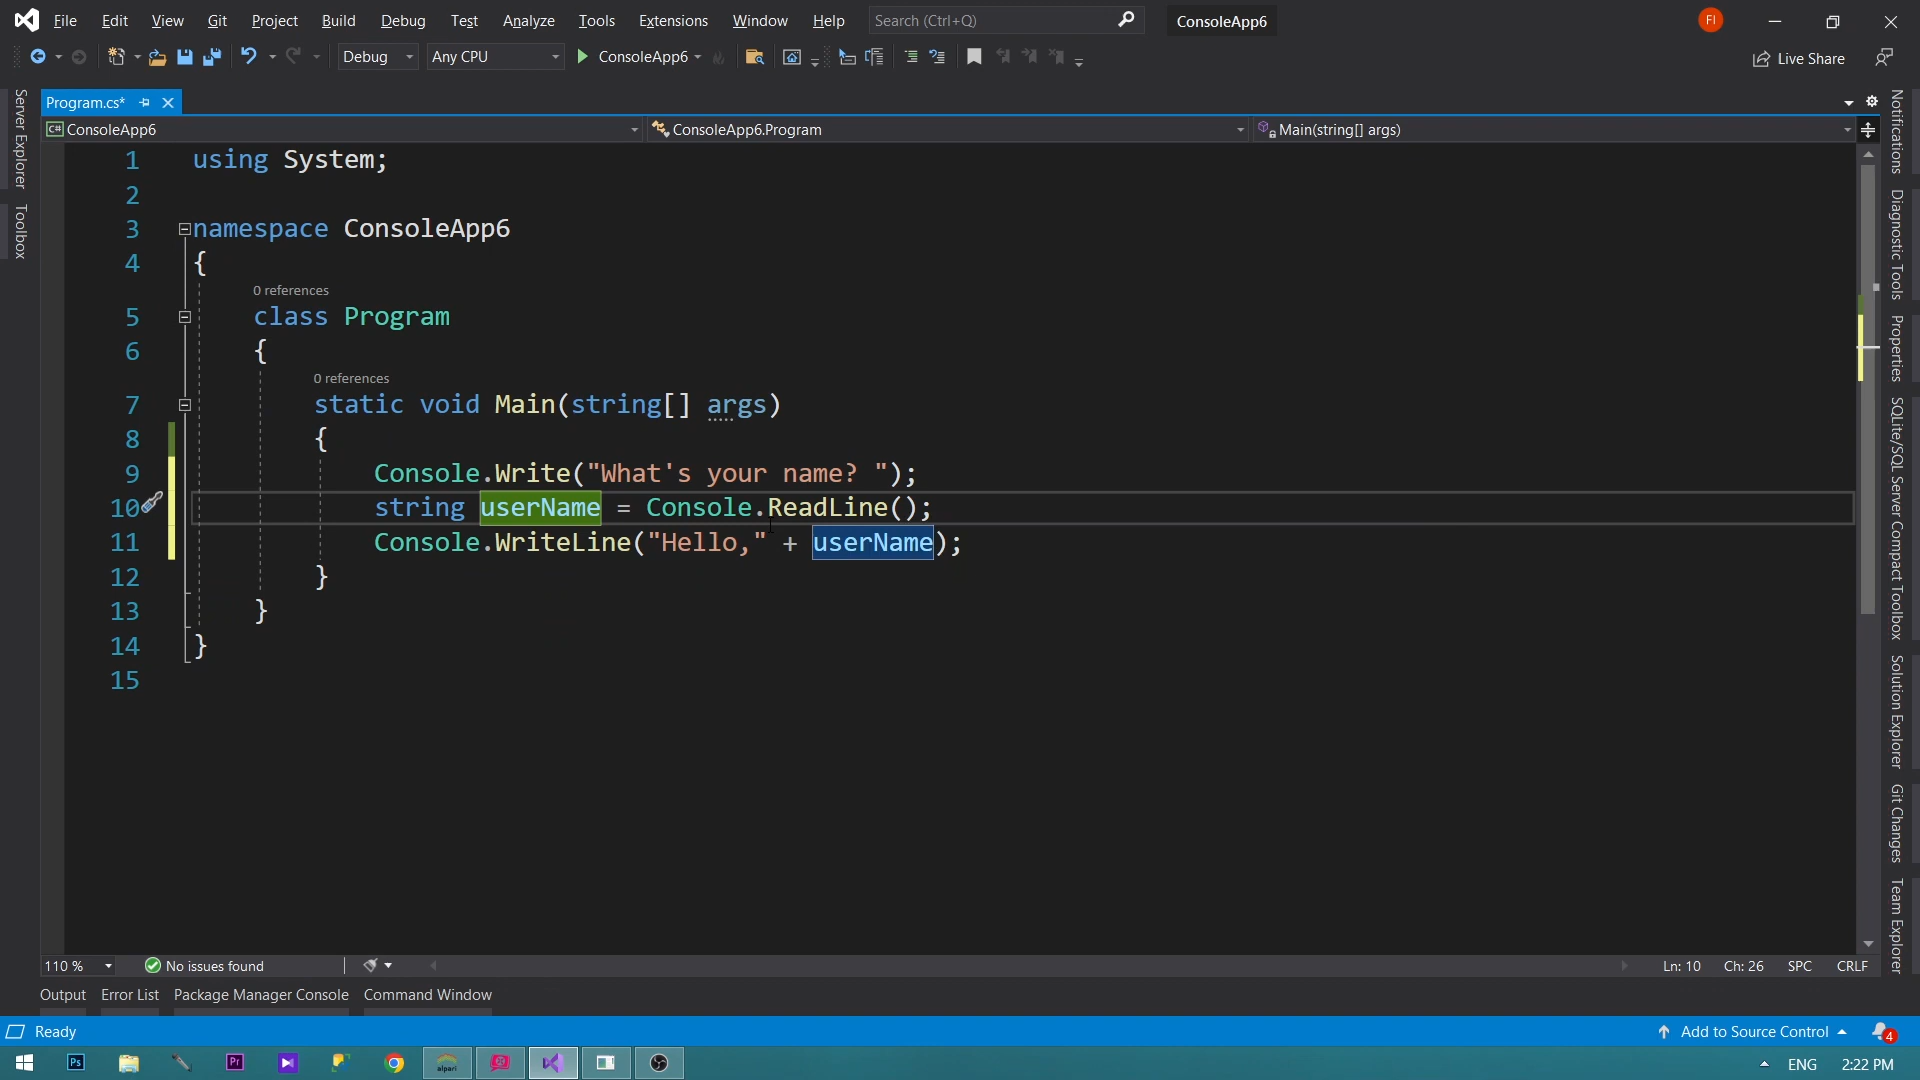 File Edit View Git Project Build Debug Test Analyze Tools Extensions Window Help Search (Ctrl+Q) ConsoleApp6 FI
Debug Any CPU ConsoleApp6 Live Share
Server Explorer
Toolbox
Program.cs*
ConsoleApp6 ConsoleApp6.Program Main(string[] args)
1 using System;
2
3 namespace ConsoleApp6
4 {
0 references
5 class Program
6 {
0 references
7 static void Main(string[] args)
8 {
9 Console.Write("What's your name? ");
10 string userName = Console.ReadLine();
11 Console.WriteLine("Hello," + userName);
12 }
13 }
14 }
15
Notifications
Diagnostic Tools
Properties
SQLite/SQL Server Compact Toolbox
Solution Explorer
Git Changes
Team Explorer
110 % No issues found Ln: 10 Ch: 26 SPC CRLF
Output Error List Package Manager Console Command Window
Ready Add to Source Control 4
Ps Pr alpari ENG 2:22 PM